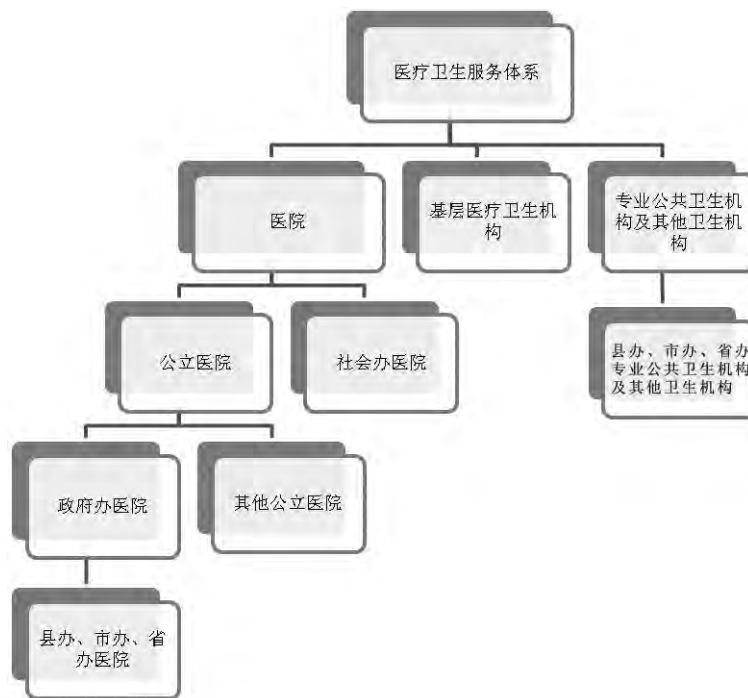 医疗卫生服务体系
医院
基层医疗卫生机
构
专业公共卫生机
构及其他卫生机
构
公立医院
社会办医院
县办、市办、省办
专业公共卫生机构
及其他卫生机构
政府办医院
其他公立医院
县办、市办、省
办医院